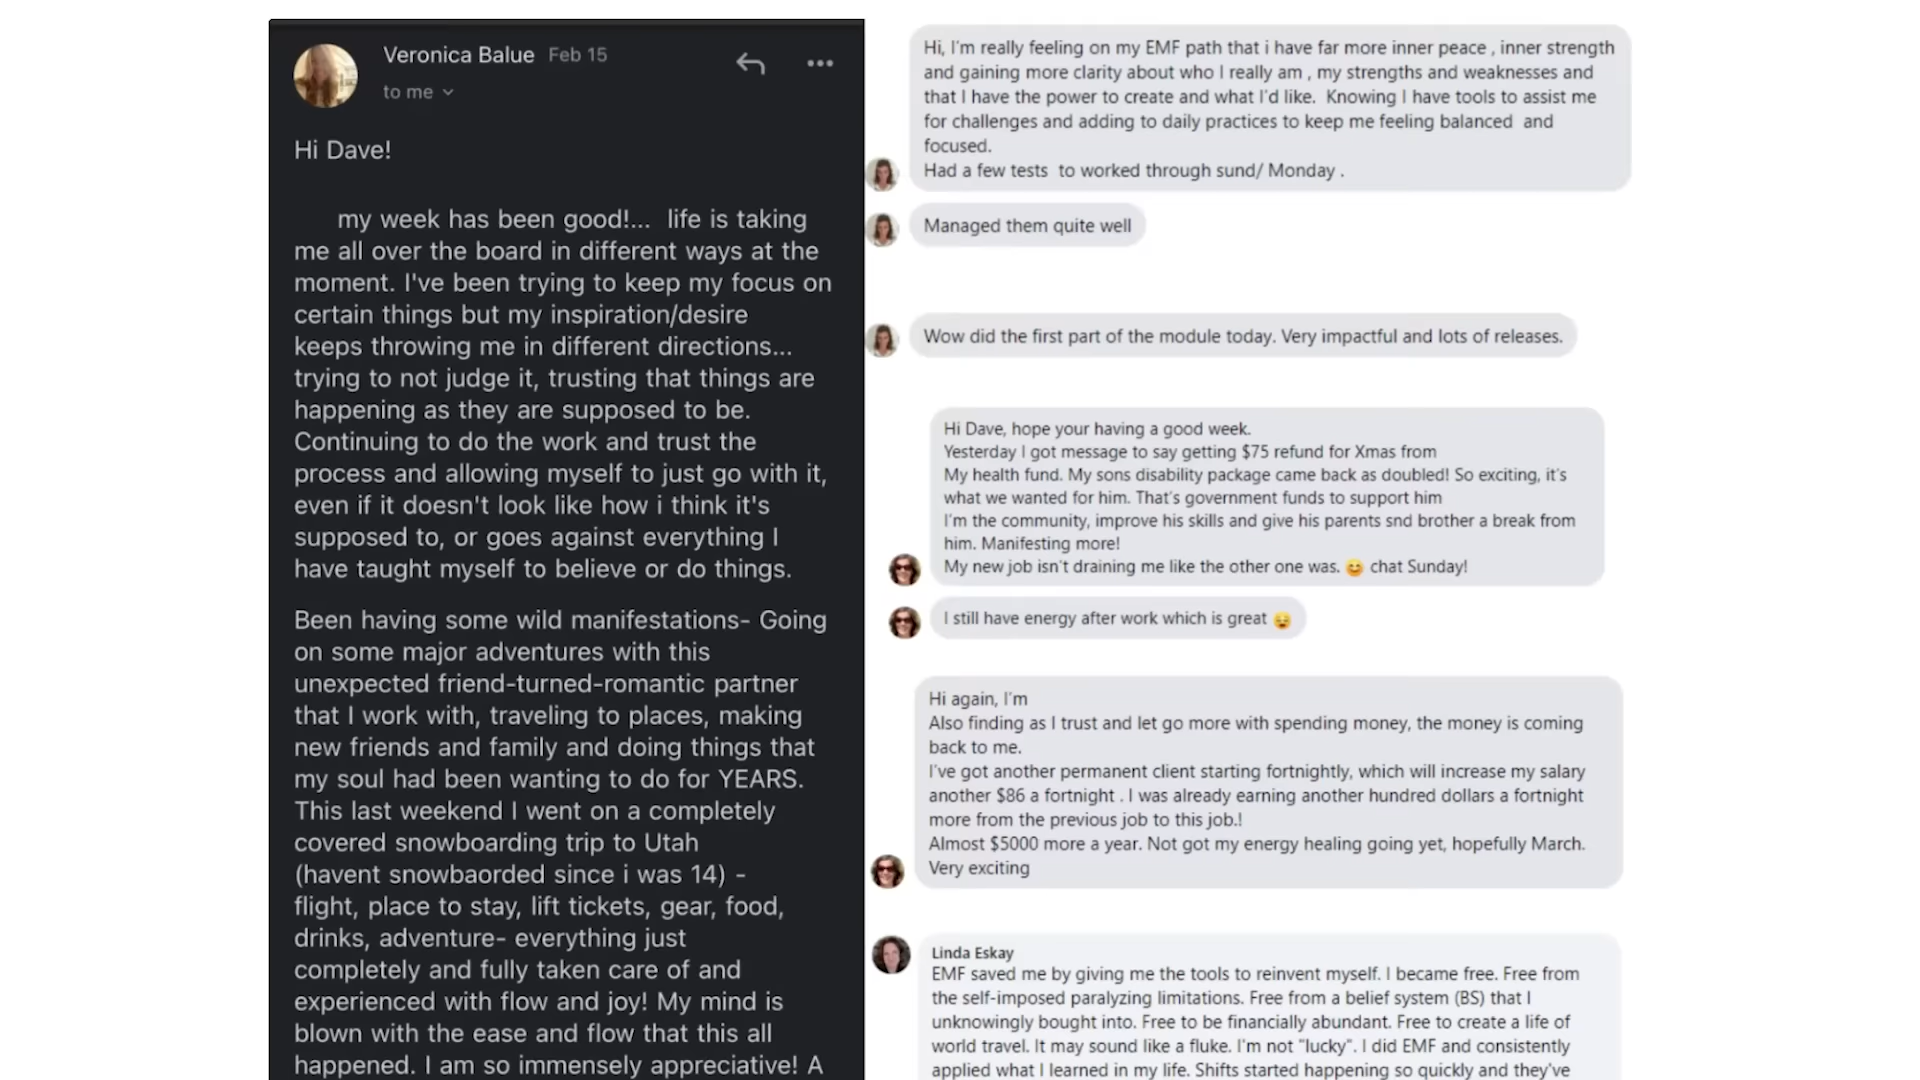 Veronica Balue Feb 15
to me
Hi Dave!
my week has been good!... life is taking
me all over the board in different ways at the
moment. I've been trying to keep my focus on
certain things but my inspiration/desire
keeps throwing me in different directions...
trying to not judge it, trusting that things are
happening as they are supposed to be.
Continuing to do the work and trust the
process and allowing myself to just go with it,
even if it doesn't look like how i think it's
supposed to, or goes against everything I
have taught myself to believe or do things.
Been having some wild manifestations- Going
on some major adventures with this
unexpected friend-turned-romantic partner
that I work with, traveling to places, making
new friends and family and doing things that
my soul had been wanting to do for YEARS.
This last weekend I went on a completely
covered snowboarding trip to Utah
(havent snowbaorded since i was 14) -
flight, place to stay, lift tickets, gear, food,
drinks, adventure- everything just
completely and fully taken care of and
experienced with flow and joy! My mind is
blown with the ease and flow that this all
happened. I am so immensely appreciative! A
Hi, I'm really feeling on my EMF path that i have far more inner peace , inner strength
and gaining more clarity about who I really am , my strengths and weaknesses and
that I have the power to create and what I'd like. Knowing I have tools to assist me
for challenges and adding to daily practices to keep me feeling balanced and
focused.
Had a few tests to worked through sund/ Monday .
Managed them quite well
Wow did the first part of the module today. Very impactful and lots of releases.
Hi Dave, hope your having a good week.
Yesterday I got message to say getting $75 refund for Xmas from
My health fund. My sons disability package came back as doubled! So exciting, it's
what we wanted for him. That's government funds to support him
I'm the community, improve his skills and give his parents snd brother a break from
him. Manifesting more!
My new job isn't draining me like the other one was. 😊 chat Sunday!
I still have energy after work which is great 😌
Hi again, I'm
Also finding as I trust and let go more with spending money, the money is coming
back to me.
I've got another permanent client starting fortnightly, which will increase my salary
another $86 a fortnight . I was already earning another hundred dollars a fortnight
more from the previous job to this job.!
Almost $5000 more a year. Not got my energy healing going yet, hopefully March.
Very exciting
Linda Eskay
EMF saved me by giving me the tools to reinvent myself. I became free. Free from
the self-imposed paralyzing limitations. Free from a belief system (BS) that I
unknowingly bought into. Free to be financially abundant. Free to create a life of
world travel. It may sound like a fluke. I'm not "lucky". I did EMF and consistently
applied what I learned in my life. Shifts started happening so quickly and they've